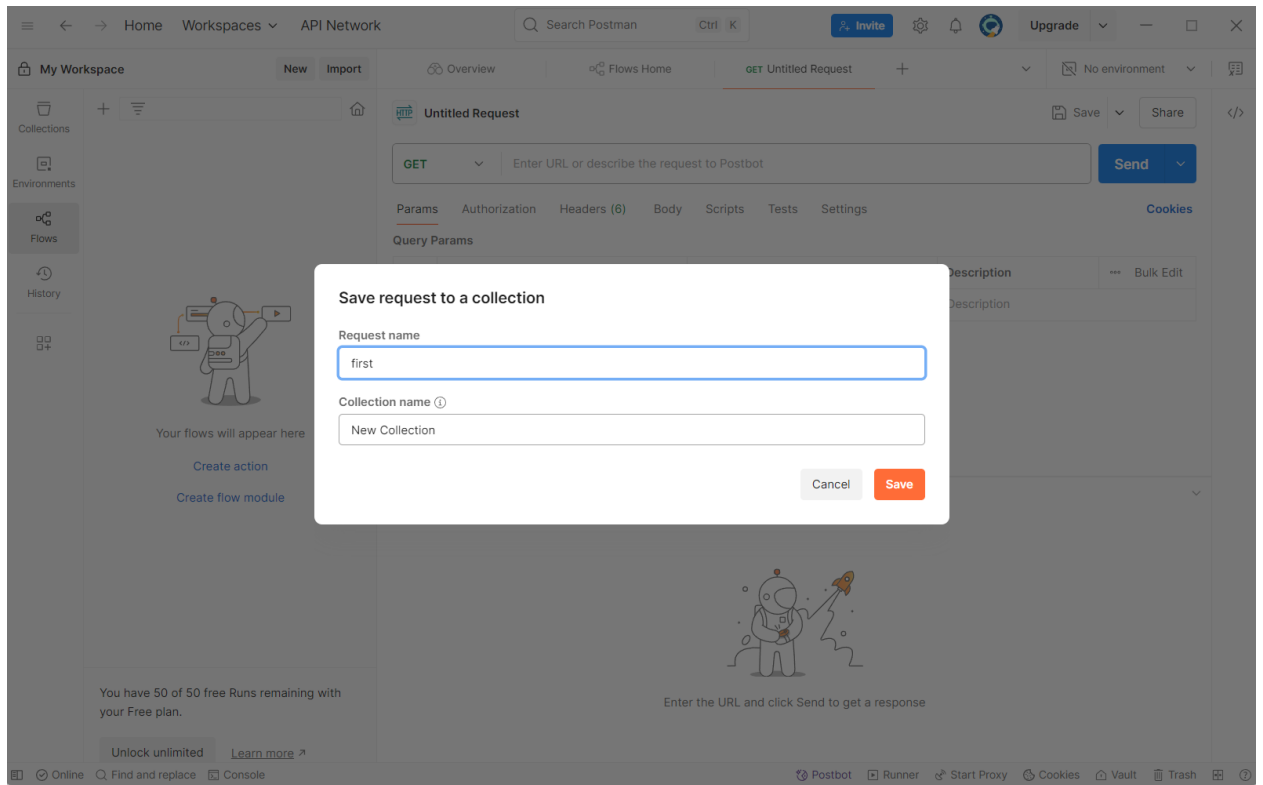 Home Workspaces API Network Search Postman Ctrl K Invite Upgrade
My Workspace New Import Overview Flows Home GET Untitled Request No environment
Collections
Environments
Flows
History
HTTP Untitled Request Save Share
GET Enter URL or describe the request to Postbot Send
Params Authorization Headers (6) Body Scripts Tests Settings Cookies
Query Params
Description Bulk Edit
Description
Save request to a collection
Request name
first
Collection name
New Collection
Cancel Save
Your flows will appear here
Create action
Create flow module
Enter the URL and click Send to get a response
You have 50 of 50 free Runs remaining with
your Free plan.
Unlock unlimited Learn more
Online Find and replace Console Postbot Runner Start Proxy Cookies Vault Trash